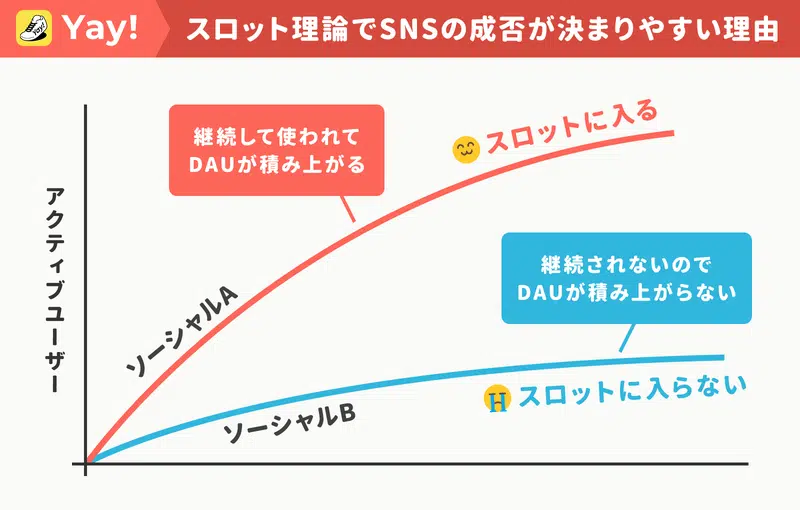 Yay!
スロット理論でSNSの成否が決まりやすい理由
継続して使われて
DAUが積み上がる
スロットに入る
アクティブユーザー
継続されないので
DAUが積み上がらない
ソーシャルA
ソーシャルB
スロットに入らない